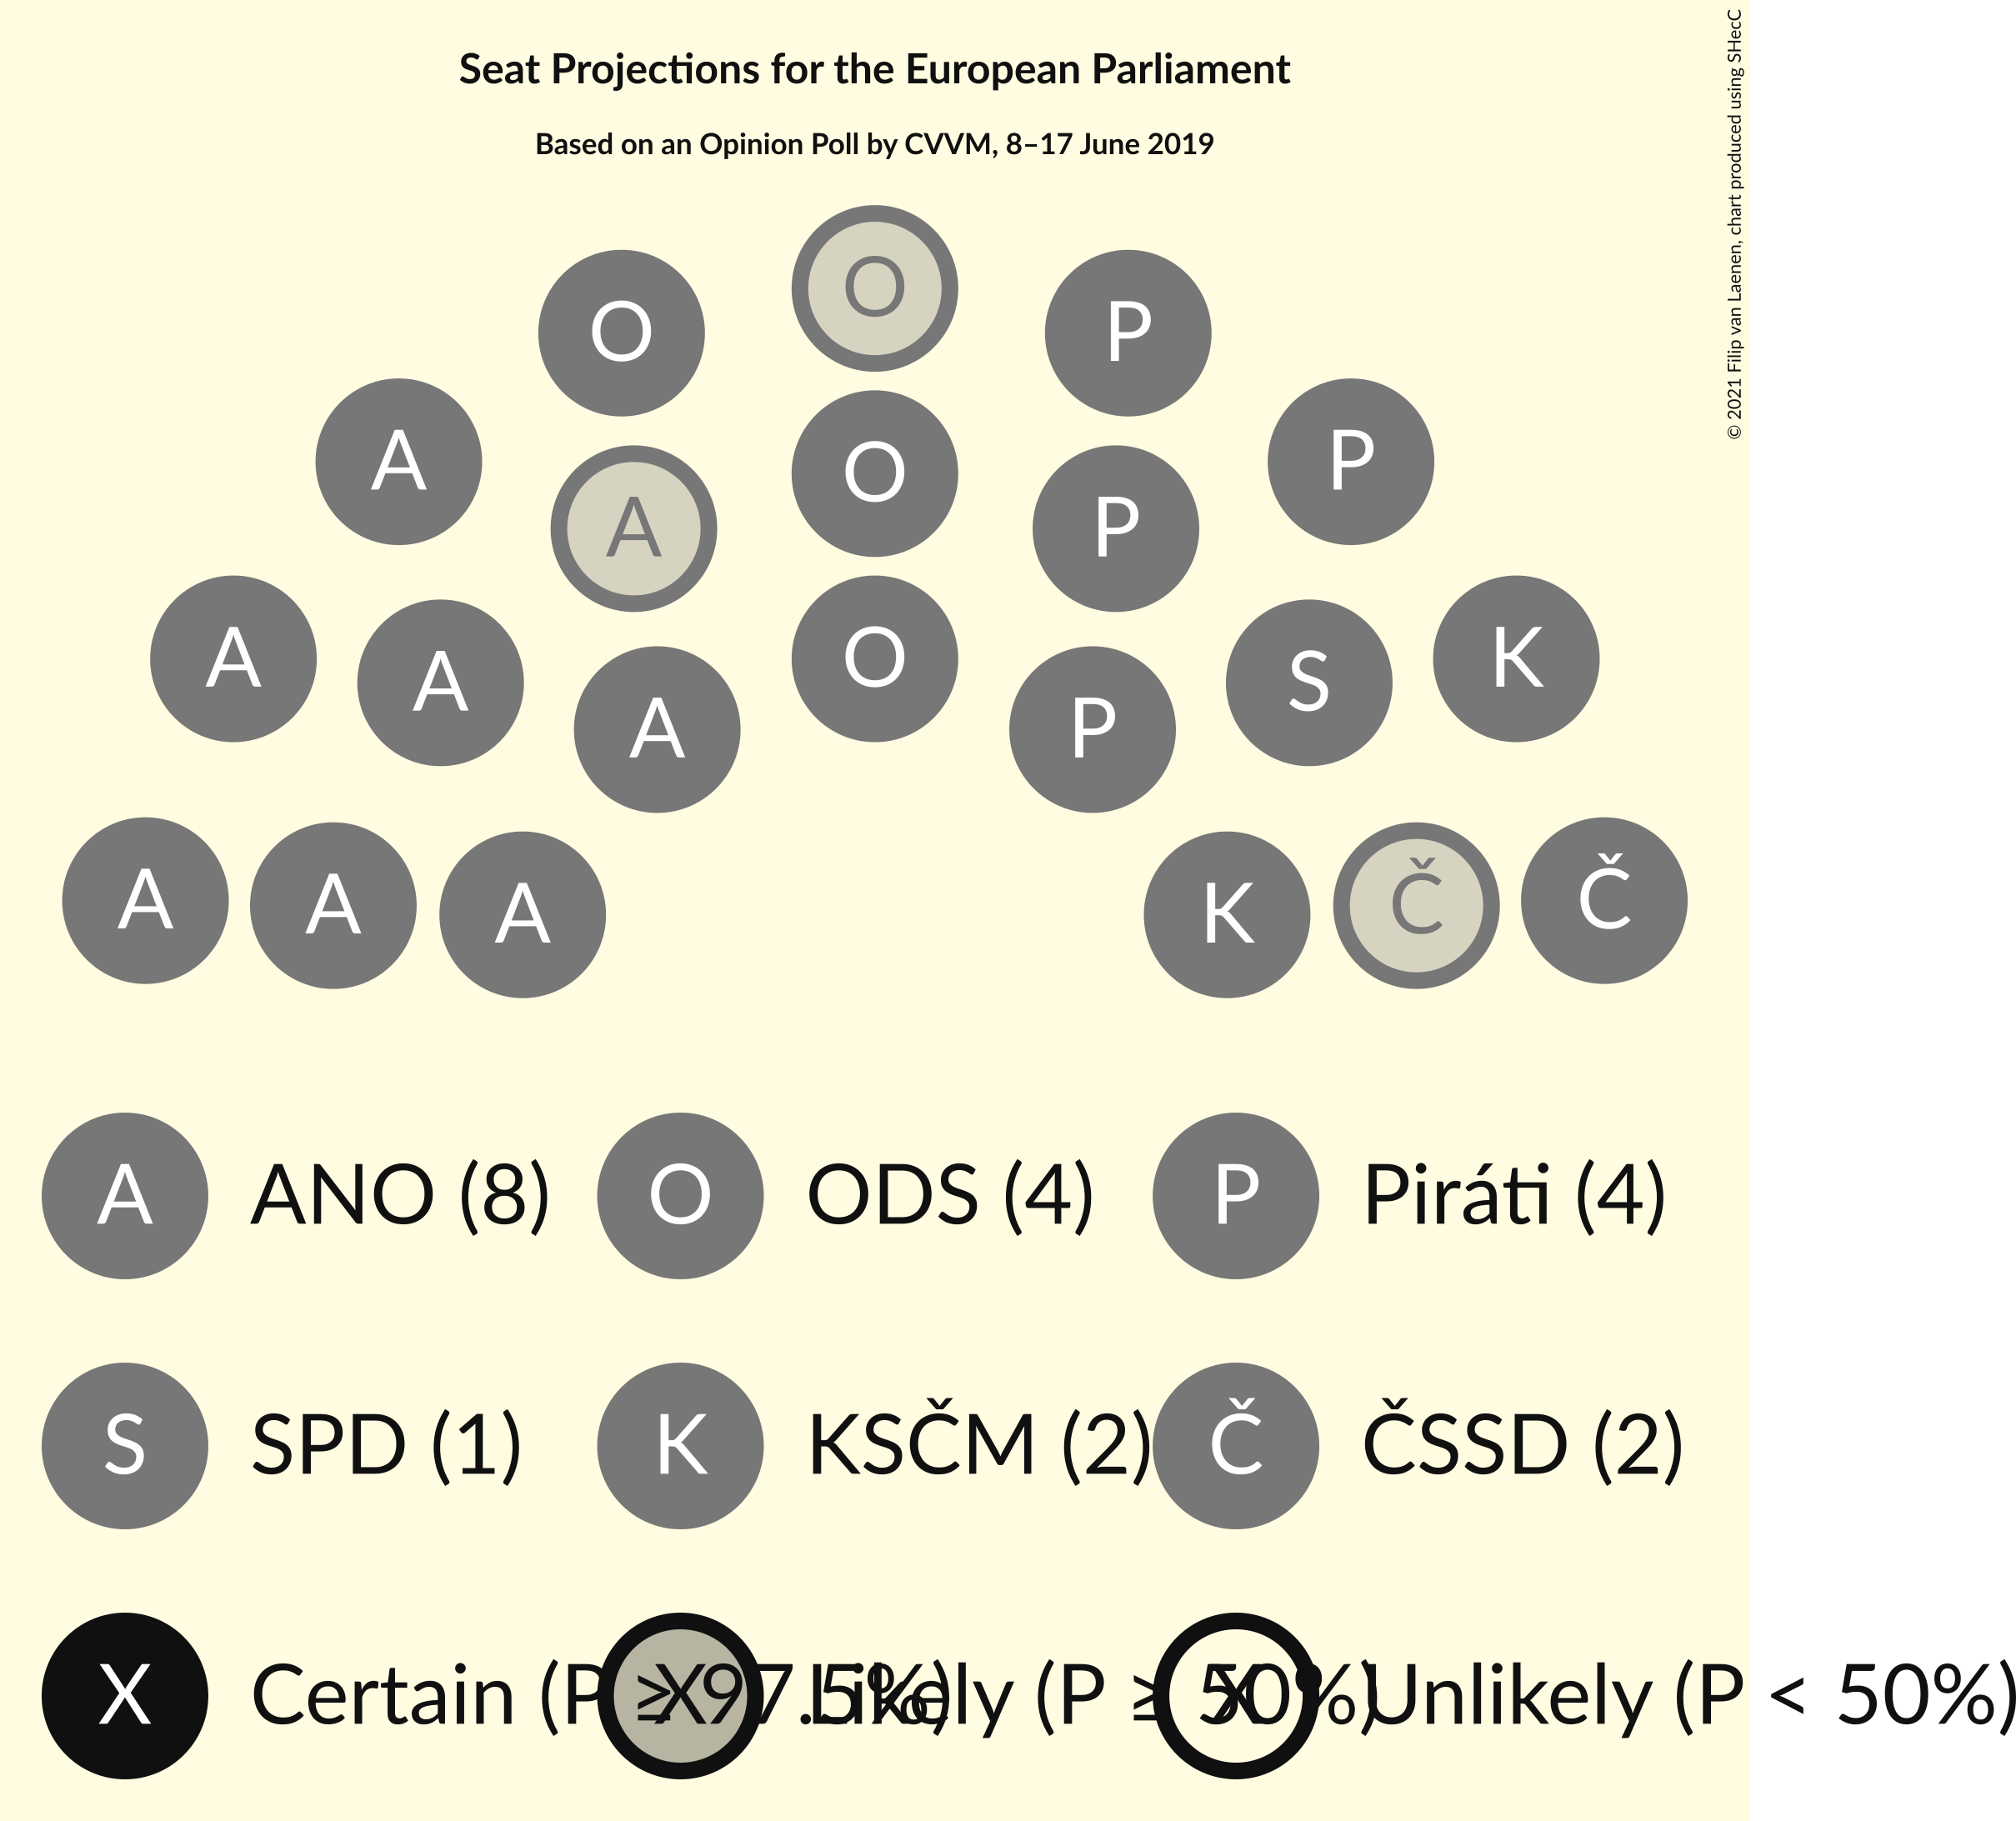 Seat Projections for the European Parliament
Based on an Opinion Poll by CVVM, 8–17 June 2019
© 2021 Filip van Laenen, chart produced using SHecC
O
O
P
A
A
O
P
P
A
A
A
O
P
S
K
A
A
A
K
Č
Č
A ANO (8) O ODS (4) P Piráti (4)
S SPD (1) K KSČM (2) Č ČSSD (2)
X Certain (P ≥ 97.5%) X Likely (P ≥ 50%) X Unlikely (P < 50%)